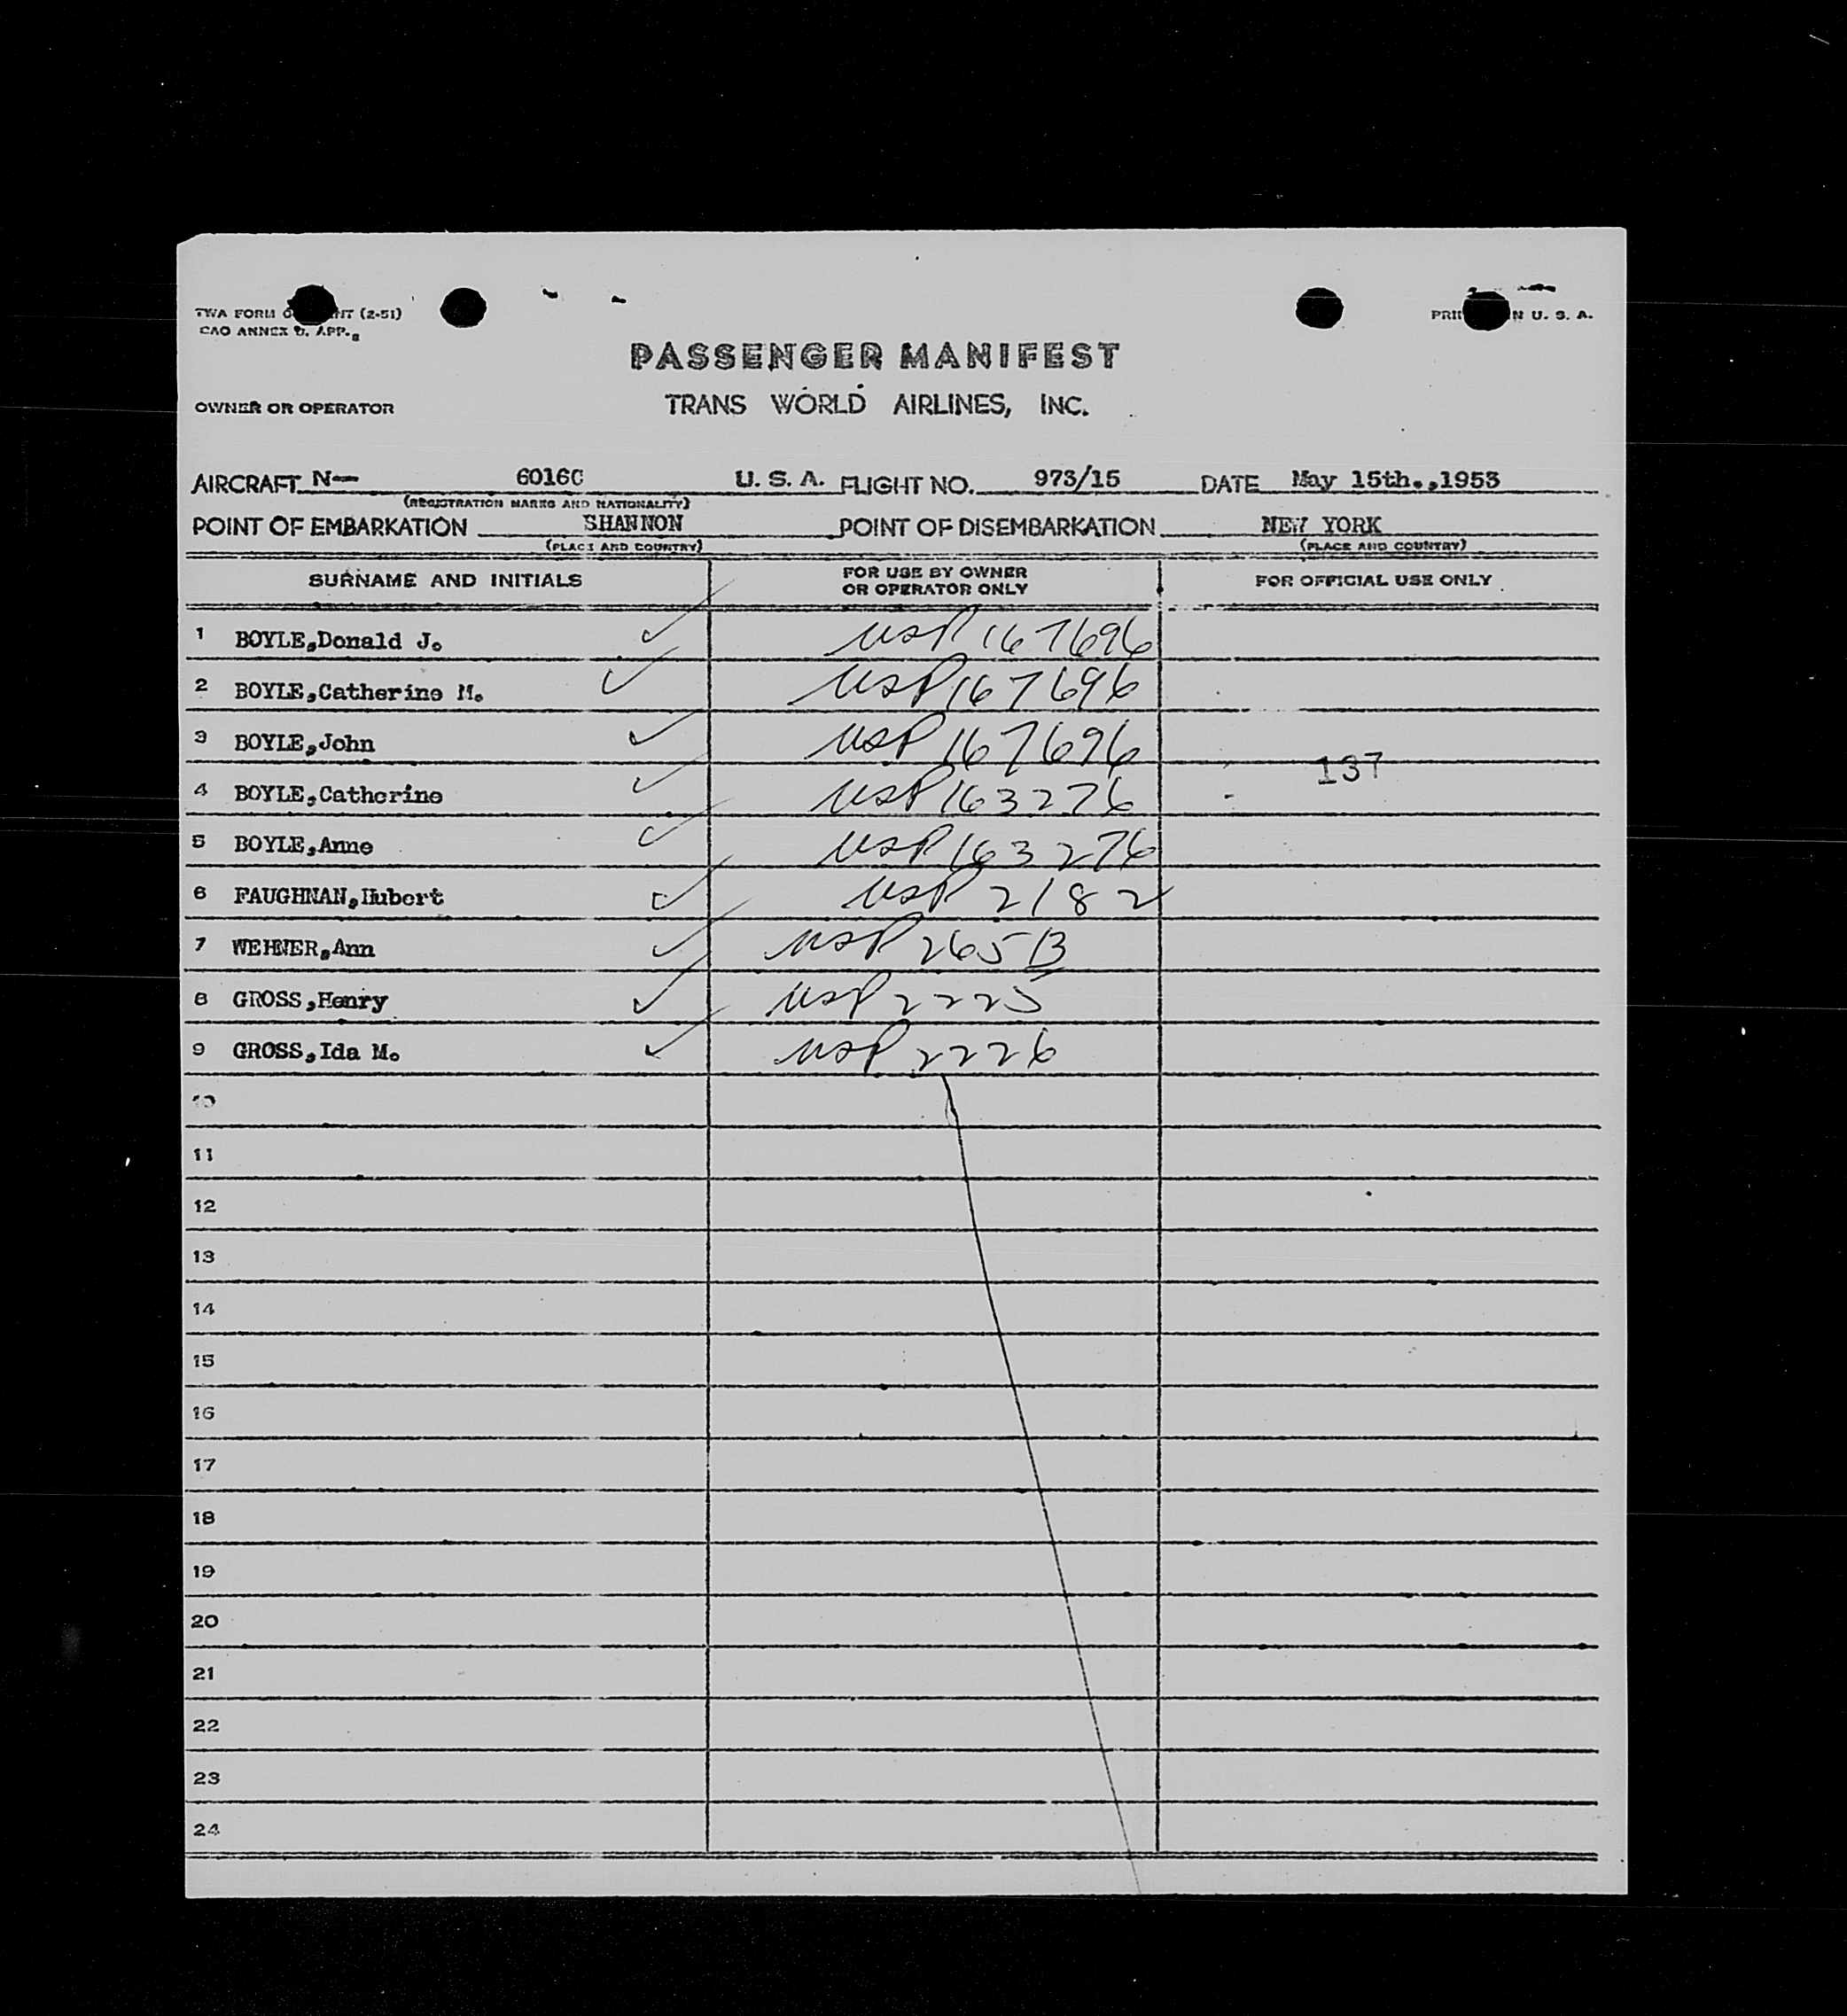 TWA FORM
(2-51)
PRI N U. S. A.
CAO ANNEX 9, APP.
PASSENGER MANIFEST
OWNER OR OPERATOR TRANS WORLD AIRLINES, INC.
AIRCRAFT N— 6016C U. S. A. FLIGHT NO. 973/15 DATE May 15th.,1953
(REGISTRATION MARKS AND NATIONALITY)
POINT OF EMBARKATION SHANNON POINT OF DISEMBARKATION NEW YORK
(PLACE AND COUNTRY) (PLACE AND COUNTRY)
SURNAME AND INITIALS FOR USE BY OWNER OR OPERATOR ONLY FOR OFFICIAL USE ONLY
1 BOYLE,Donald J. ✓ USP 167696
2 BOYLE,Catherine M. ✓ USP 167696
3 BOYLE,John ✓ USP 167696
137
4 BOYLE,Catherine ✓ USP 163276
5 BOYLE,Anne ✓ USP 163276
6 FAUGHNAN,Hubert ✓ USP 2182
7 WEHNER,Ann ✓ USP 265B
8 GROSS,Henry ✓ USP 2225
9 GROSS,Ida M. ✓ USP 2226
10
11
12
13
14
15
16
17
18
19
20
21
22
23
24